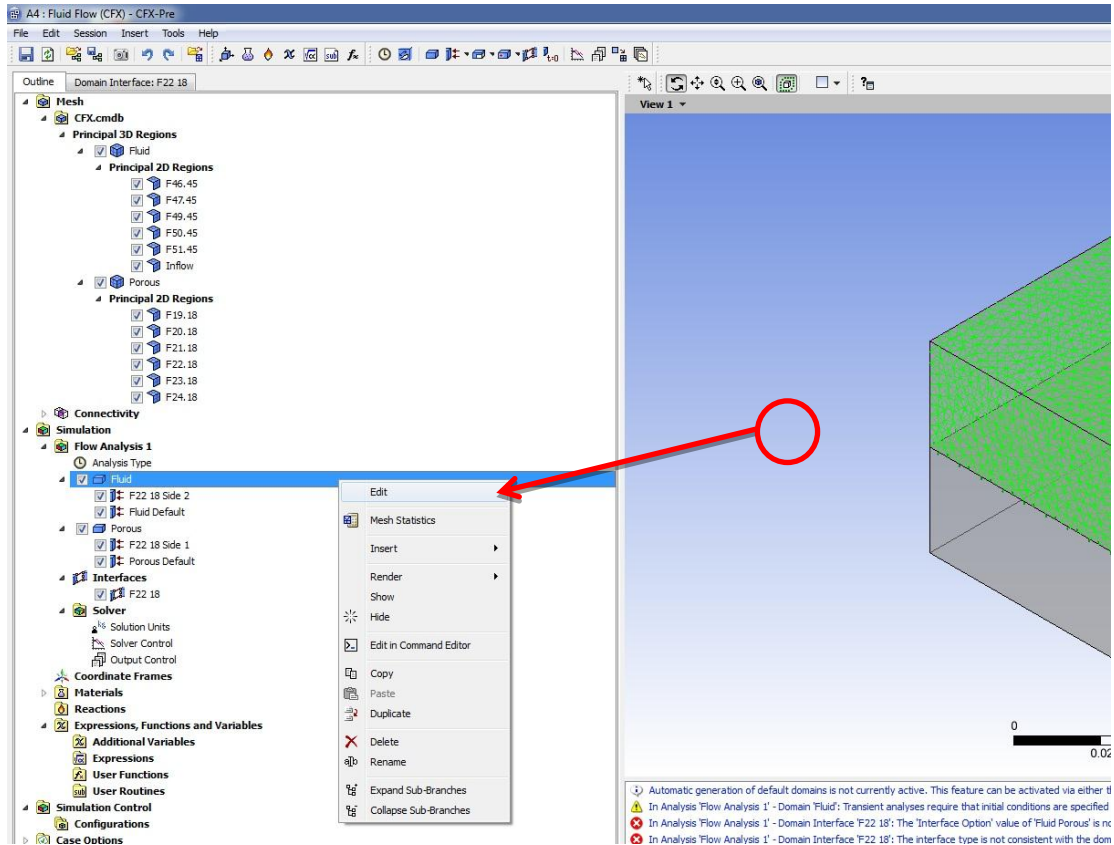 A4 : Fluid Flow (CFX) - CFX-Pre
File Edit Session Insert Tools Help
Outline Domain Interface: F22 18
View 1
Mesh
CFX.cmdb
Principal 3D Regions
Fluid
Principal 2D Regions
F46.45
F47.45
F49.45
F50.45
F51.45
Inflow
Porous
Principal 2D Regions
F19.18
F20.18
F21.18
F22.18
F23.18
F24.18
Connectivity
Simulation
Flow Analysis 1
Analysis Type
Fluid
F22 18 Side 2
Fluid Default
Porous
F22 18 Side 1
Porous Default
Interfaces
F22 18
Solver
Solution Units
Solver Control
Output Control
Coordinate Frames
Materials
Reactions
Expressions, Functions and Variables
Additional Variables
Expressions
User Functions
User Routines
Simulation Control
Configurations
Case Options
Edit
Mesh Statistics
Insert
Render
Show
Hide
Edit in Command Editor
Copy
Paste
Duplicate
Delete
Rename
Expand Sub-Branches
Collapse Sub-Branches
0
0.02
Automatic generation of default domains is not currently active. This feature can be activated via either th
In Analysis 'Flow Analysis 1' - Domain 'Fluid': Transient analyses require that initial conditions are specified
In Analysis 'Flow Analysis 1' - Domain Interface 'F22 18': The 'Interface Option' value of 'Fluid Porous' is no
In Analysis 'Flow Analysis 1' - Domain Interface 'F22 18': The interface type is not consistent with the dom